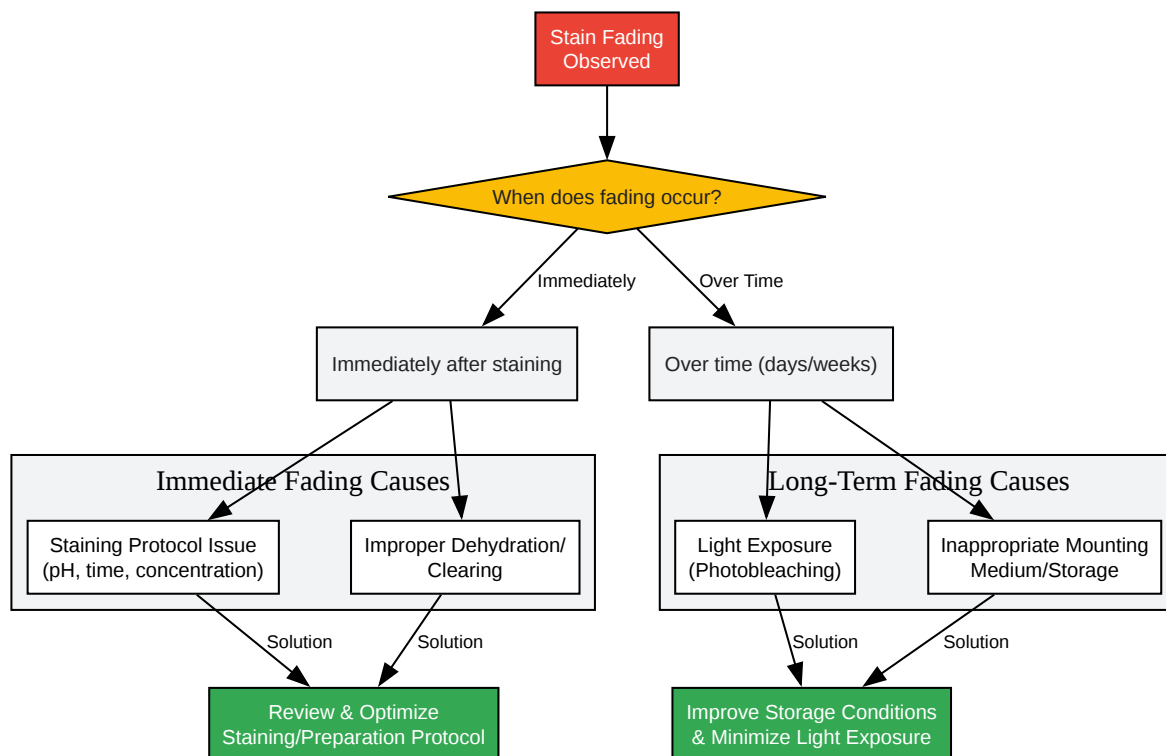 Stain Fading
Observed
When does fading occur?
Immediately
Over Time
Immediately after staining
Over time (days/weeks)
Immediate Fading Causes
Long-Term Fading Causes
Staining Protocol Issue
(pH, time, concentration)
Improper Dehydration/
Clearing
Light Exposure
(Photobleaching)
Inappropriate Mounting
Medium/Storage
Solution
Solution
Solution
Solution
Review & Optimize
Staining/Preparation Protocol
Improve Storage Conditions
& Minimize Light Exposure